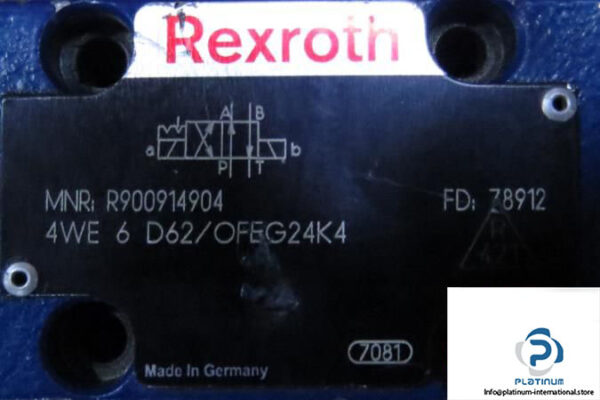 Rexroth
A B
a b
P T
MNR: R900914904 FD: 78912
4WE 6 D62/OFEG24K4
7081
Made In Germany
PLATINUM
Info@platinum-international.store